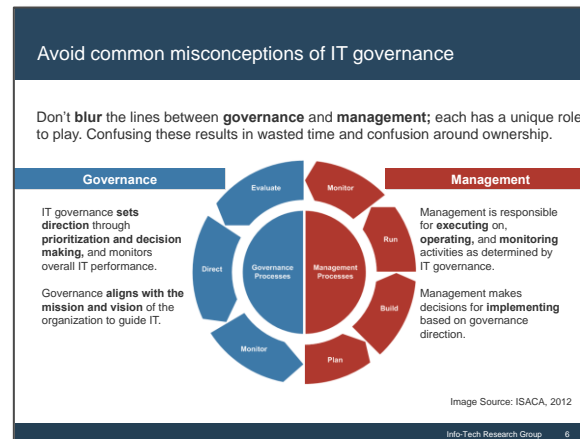 Avoid common misconceptions of IT governance
Don't blur the lines between governance and management; each has a unique role
to play. Confusing these results in wasted time and confusion around ownership.
Governance
IT governance sets
direction through
prioritization and decision
making, and monitors
overall IT performance.
Governance aligns with the
mission and vision of the
organization to guide IT.
Evaluate
Direct
Monitor
Governance
Processes
Management
Processes
Monitor
Run
Build
Plan
Management
Management is responsible
for executing on,
operating, and monitoring
activities as determined by
IT governance.
Management makes
decisions for implementing
based on governance
direction.
Image Source: ISACA, 2012
Info-Tech Research Group 6